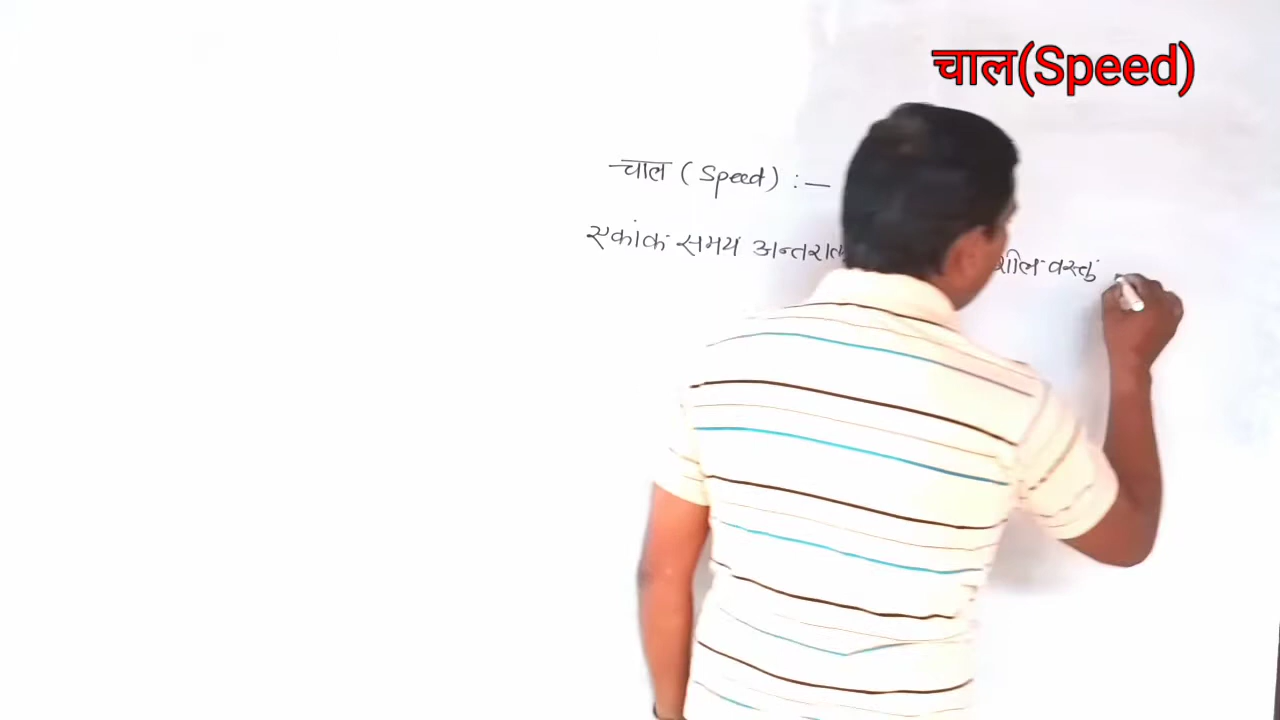 चाल(Speed)
चाल (Speed) :—
एकांक समय अन्तराल
वस्तु